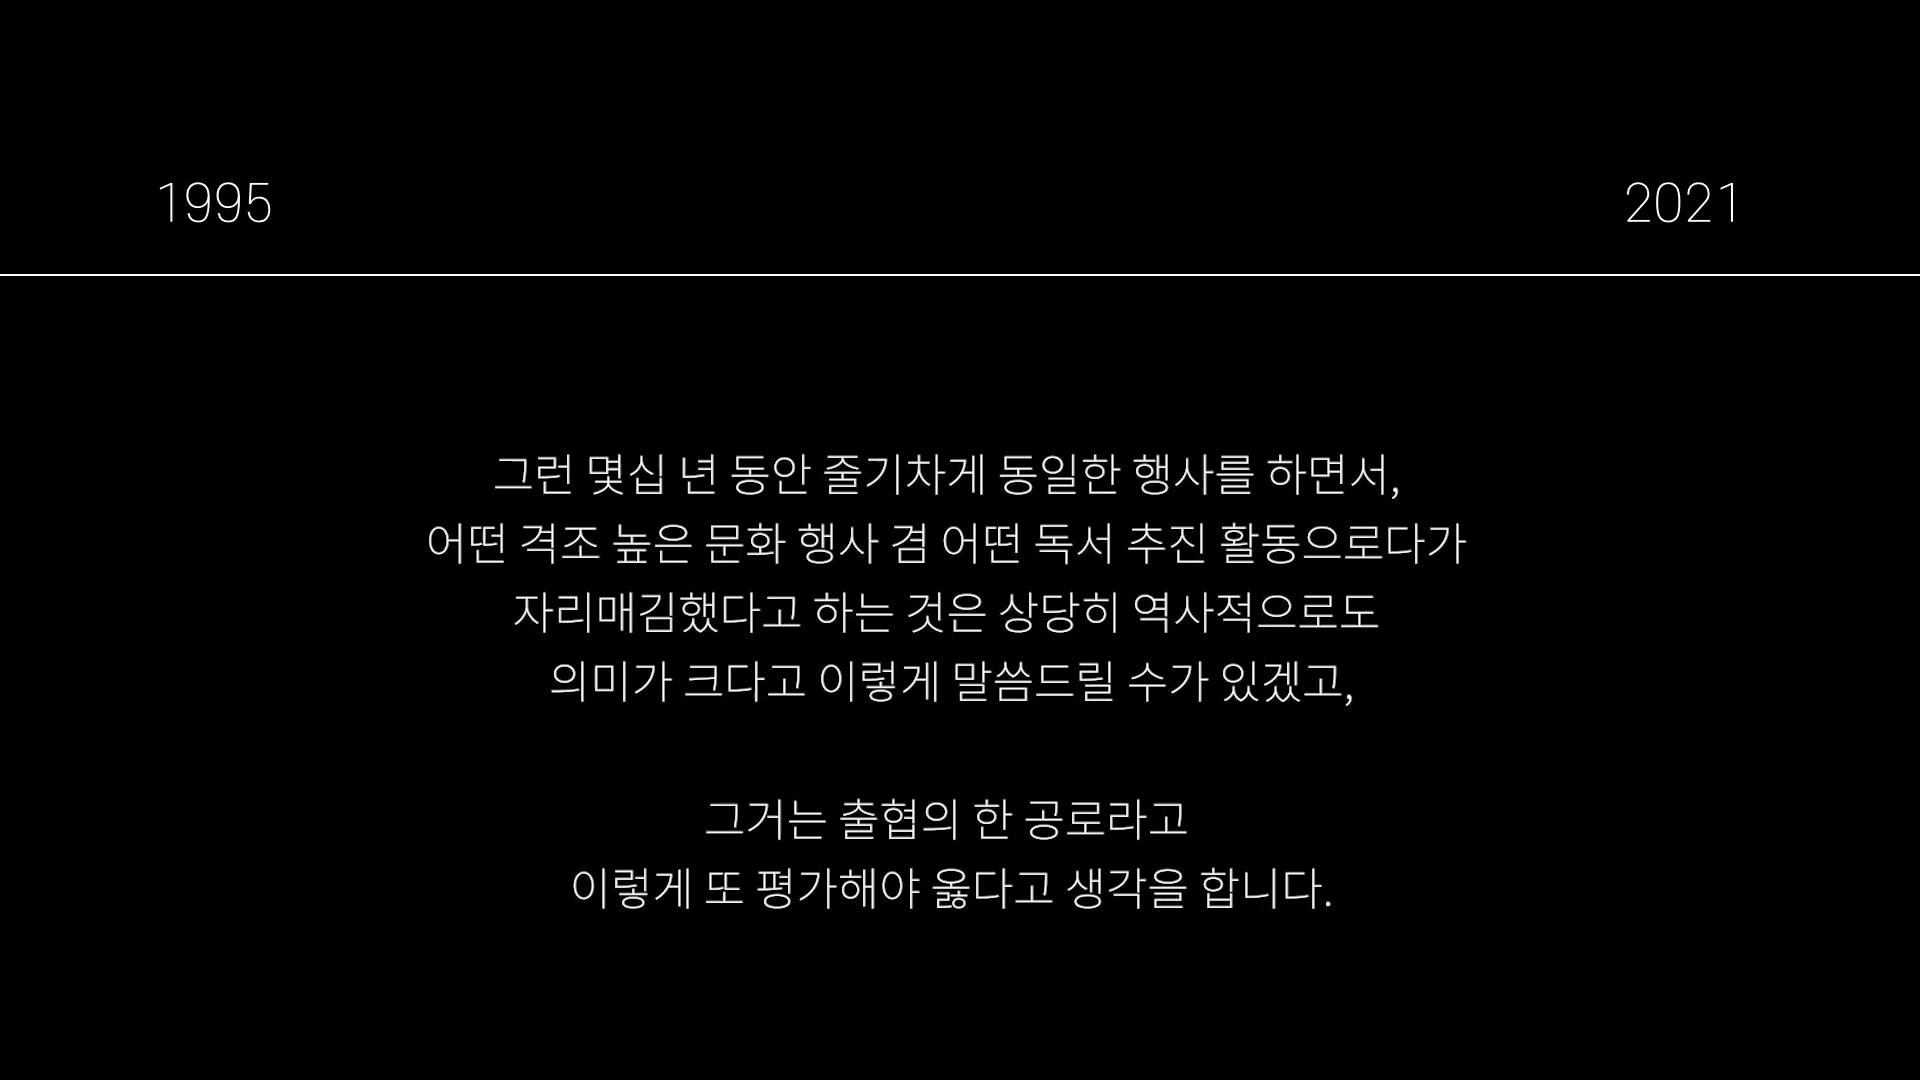 1995 2021
그런 몇십 년 동안 줄기차게 동일한 행사를 하면서,
어떤 격조 높은 문화 행사 겸 어떤 독서 추진 활동으로다가
자리매김했다고 하는 것은 상당히 역사적으로도
의미가 크다고 이렇게 말씀드릴 수가 있겠고,
그거는 출협의 한 공로라고
이렇게 또 평가해야 옳다고 생각을 합니다.